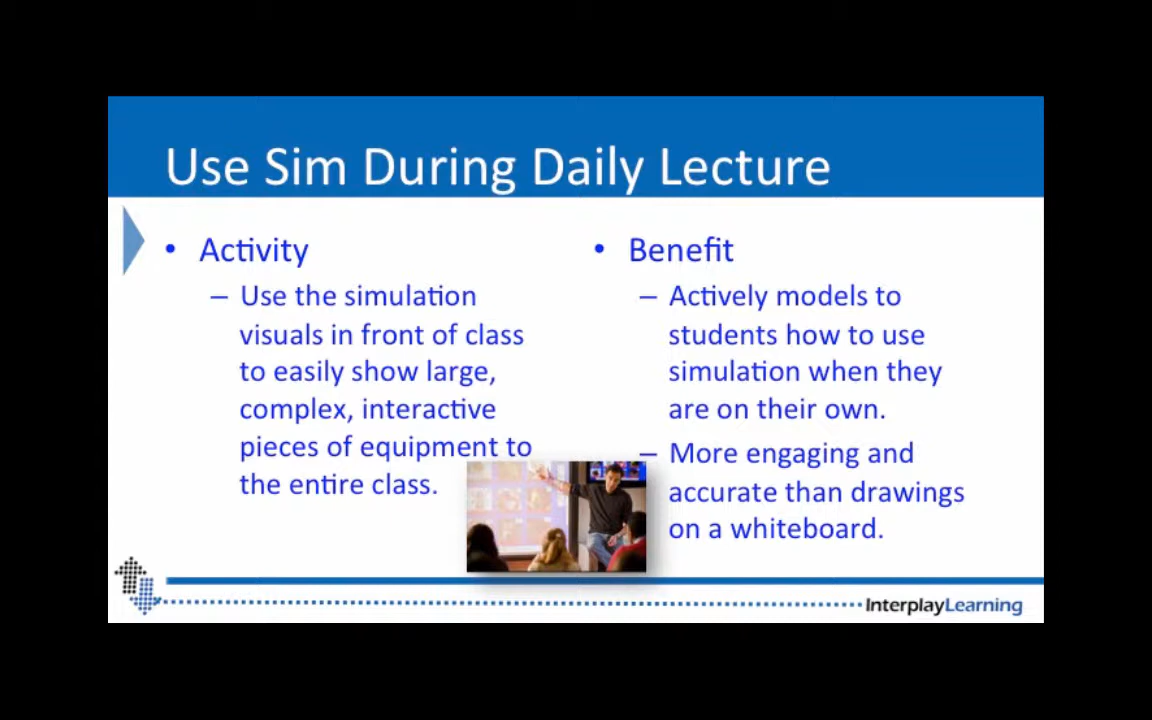 Use Sim During Daily Lecture
• Activity
– Use the simulation
visuals in front of class
to easily show large,
complex, interactive
pieces of equipment to
the entire class.
• Benefit
– Actively models to
students how to use
simulation when they
are on their own.
– More engaging and
accurate than drawings
on a whiteboard.
InterplayLearning